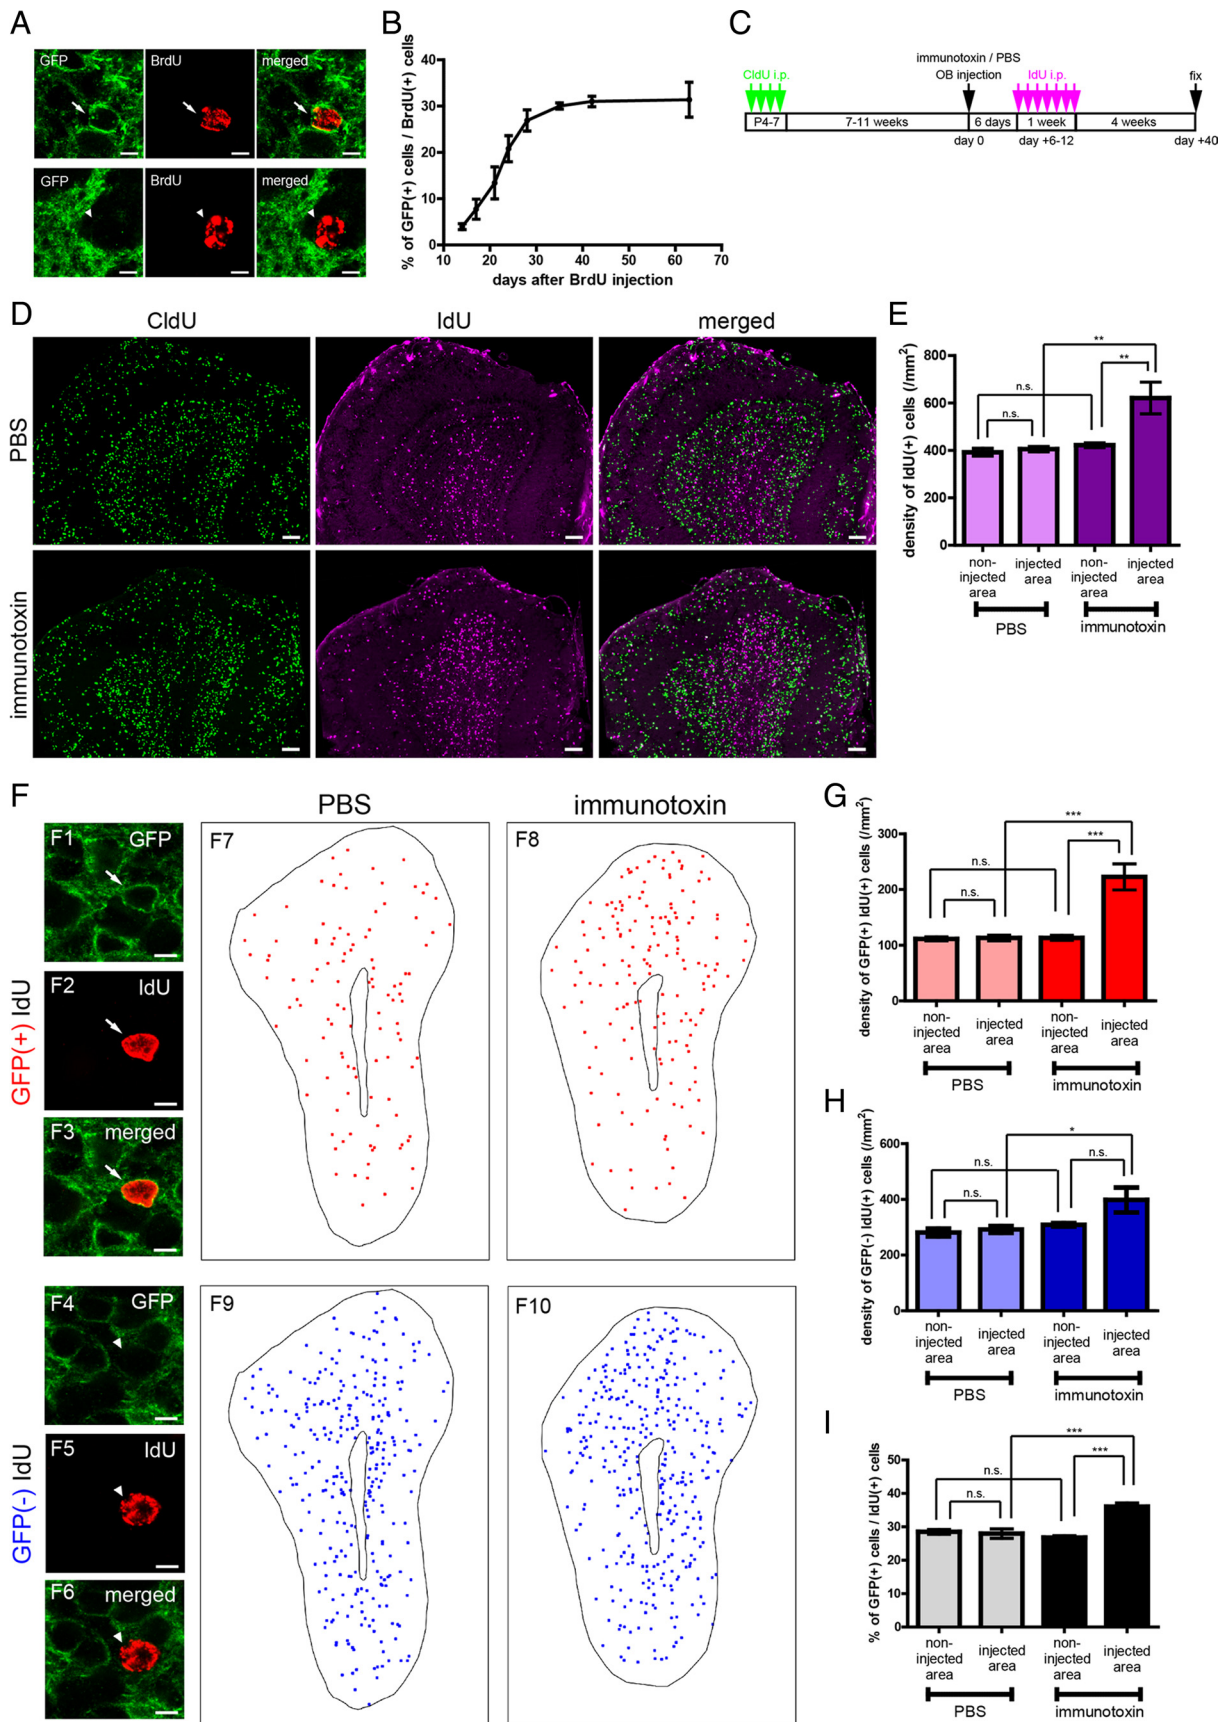 A
GFP
BrdU
merged
GFP
BrdU
merged
B
% of GFP(+) cells / BrdU(+) cells
40
30
20
10
0
10 20 30 40 50 60 70
days after BrdU injection
C
immunotoxin / PBS
CldU i.p.
OB injection
IdU i.p.
fix
P4-7
7-11 weeks
6 days
1 week
4 weeks
day 0
day +6-12
day +40
D
CldU
IdU
merged
PBS
immunotoxin
E
density of IdU(+) cells (/mm2)
800
600
400
200
0
n.s.
n.s.
**
**
non-injected area
injected area
non-injected area
injected area
PBS
immunotoxin
F
PBS
immunotoxin
GFP(+) IdU
F1
GFP
F2
IdU
F3
merged
F7
F8
GFP(-) IdU
F4
GFP
F5
IdU
F6
merged
F9
F10
G
density of GFP(+) IdU(+) cells (/mm2)
300
200
100
0
n.s.
n.s.
***
***
non-injected area
injected area
non-injected area
injected area
PBS
immunotoxin
H
density of GFP(-) IdU(+) cells (/mm2)
600
400
200
0
n.s.
n.s.
*
n.s.
non-injected area
injected area
non-injected area
injected area
PBS
immunotoxin
I
% of GFP(+) cells / IdU(+) cells
50
40
30
20
10
0
n.s.
n.s.
***
***
non-injected area
injected area
non-injected area
injected area
PBS
immunotoxin